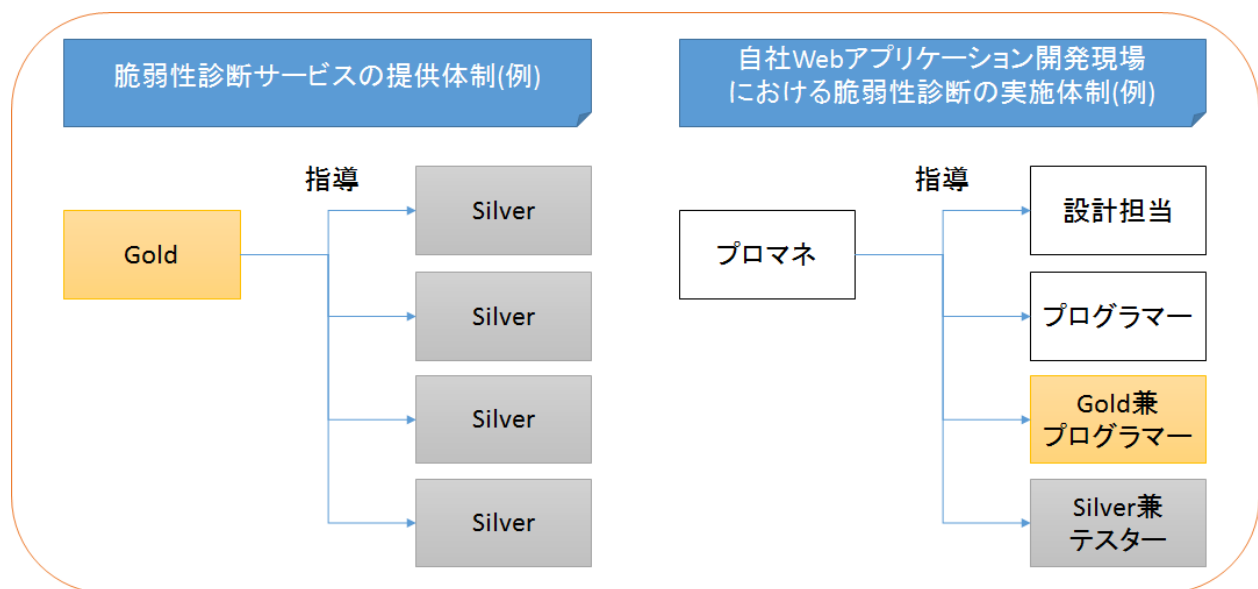 脆弱性診断サービスの提供体制(例)
指導
Gold
Silver
Silver
Silver
Silver
自社Webアプリケーション開発現場
における脆弱性診断の実施体制(例)
指導
プロマネ
設計担当
プログラマー
Gold兼
プログラマー
Silver兼
テスター